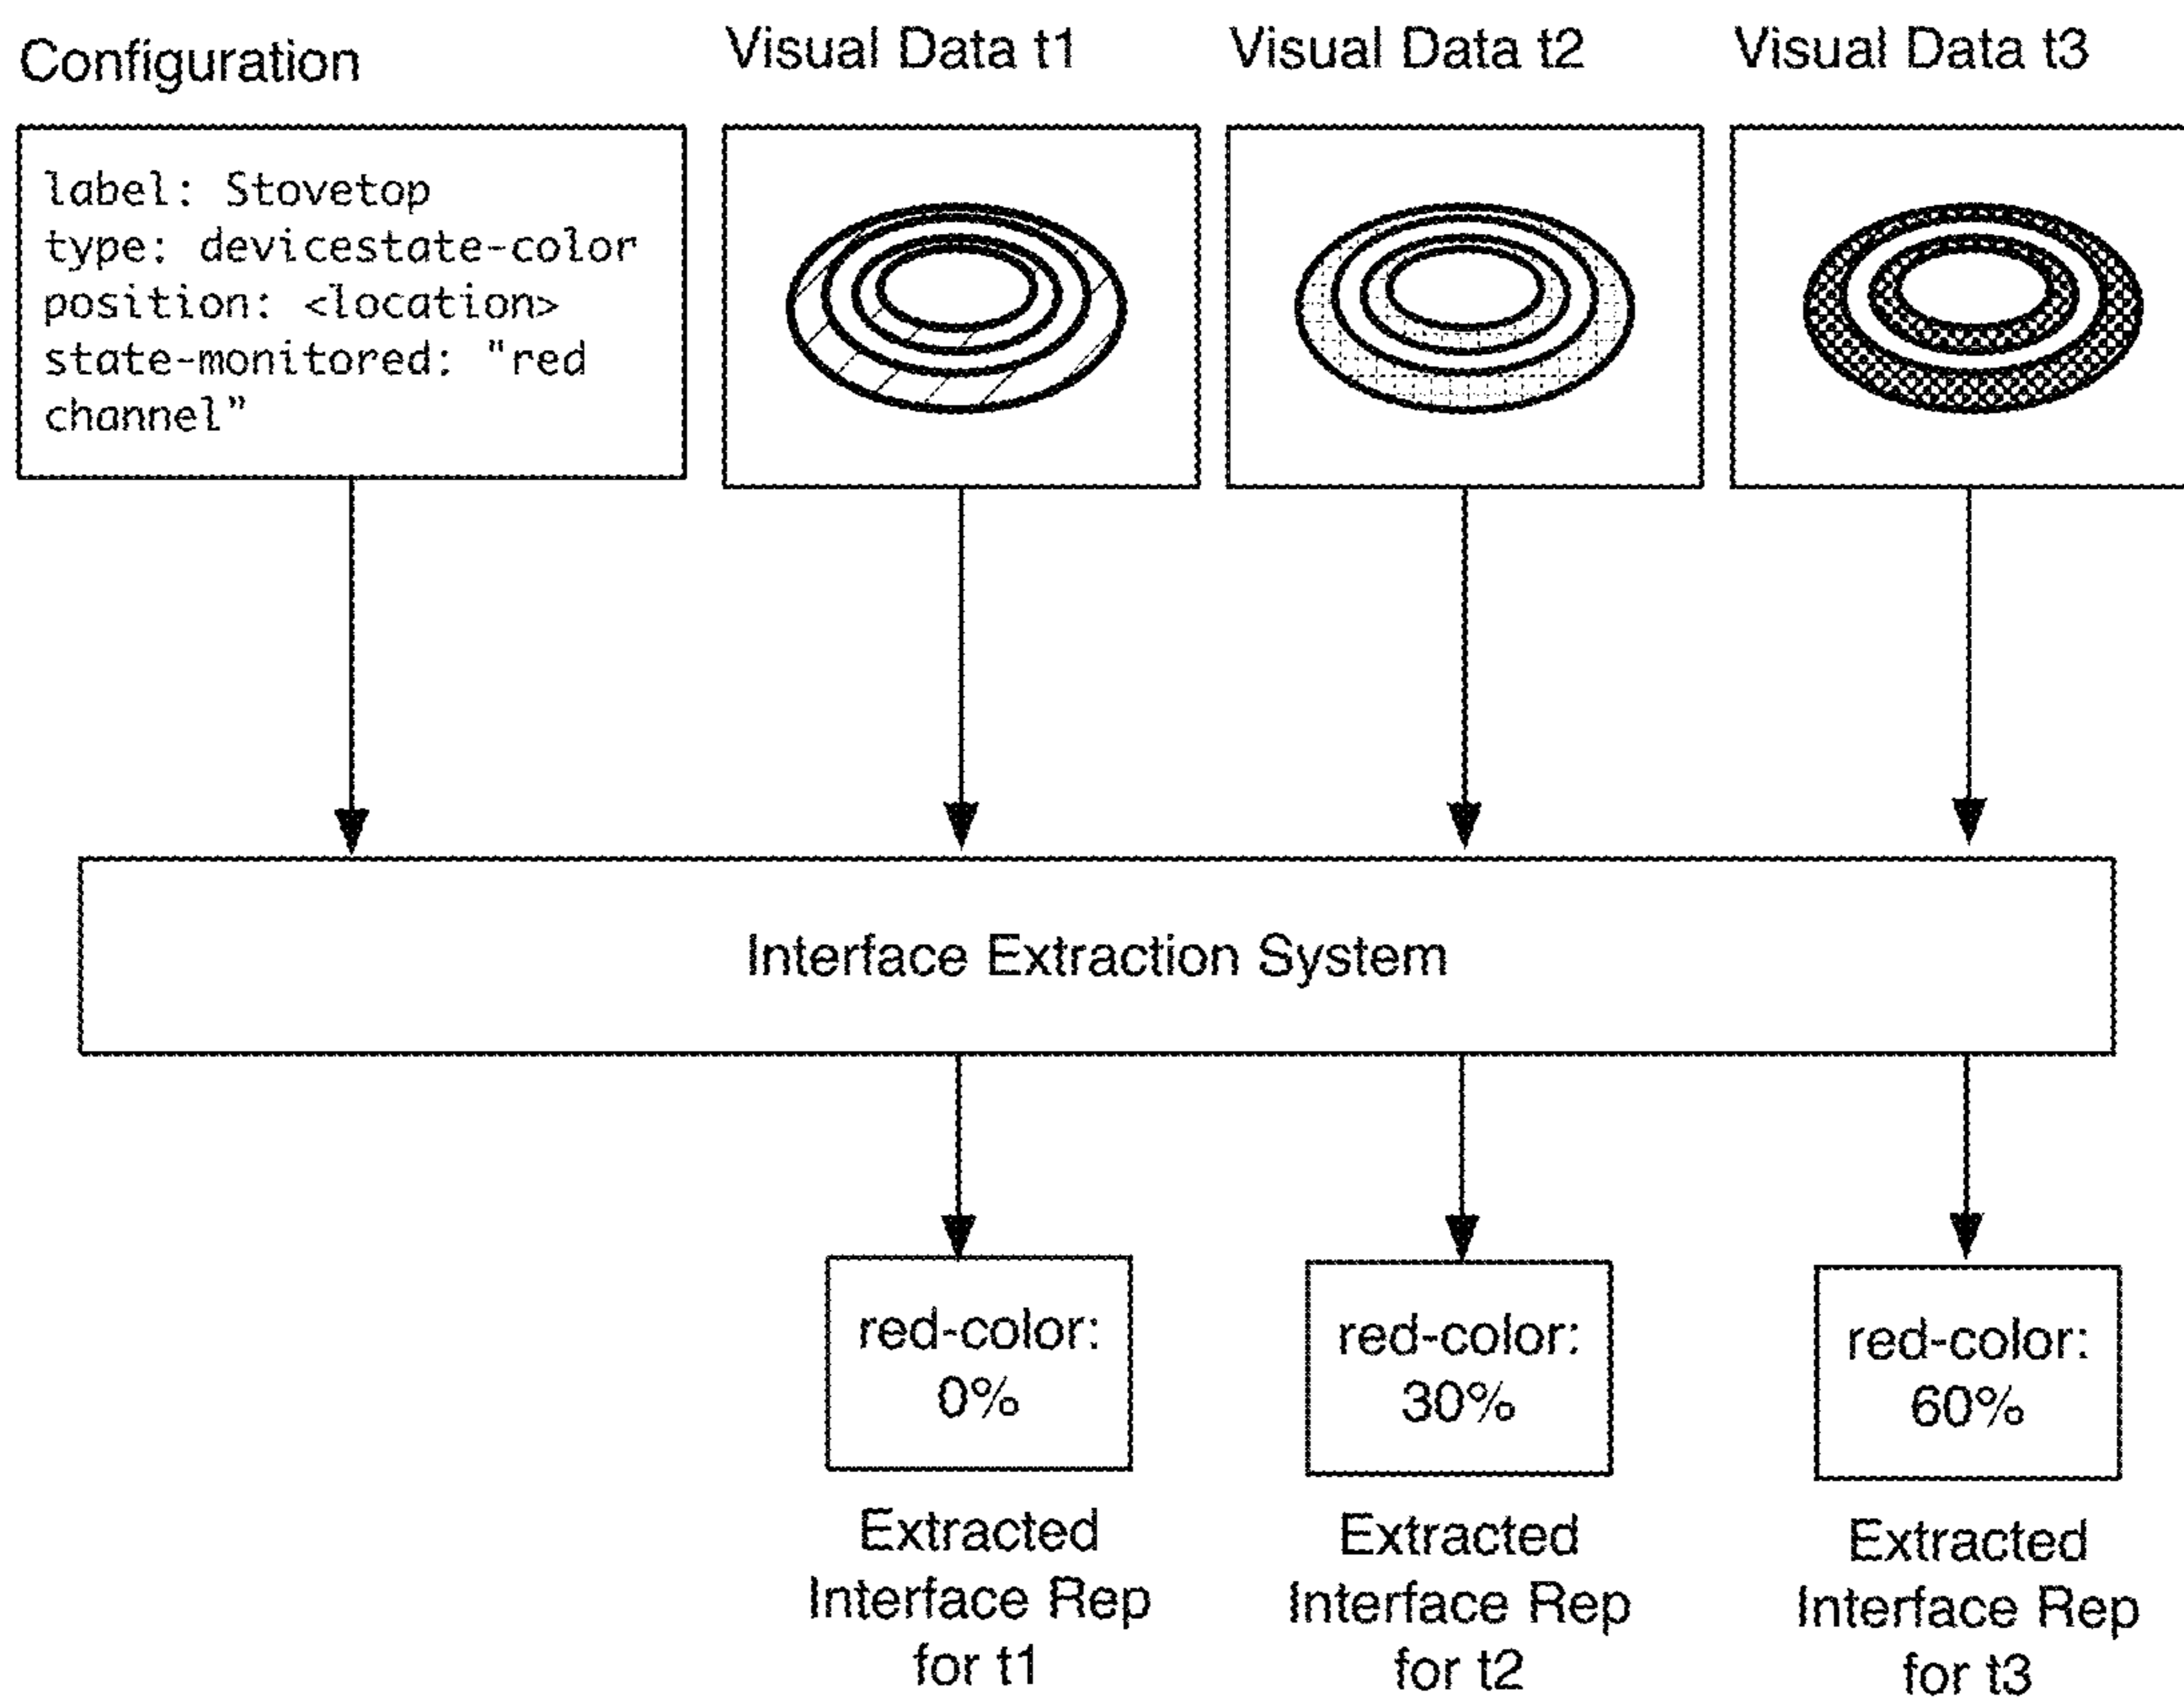 Configuration
Visual Data t1
Visual Data t2
Visual Data t3
label: Stovetop
type: devicestate-color
position: <location>
state-monitored: "red
channel”
Interface Extraction System
red-color:
0%
red-color:
30%
red-color:
60%
Extracted
Interface Rep
for t1
Extracted
Interface Rep
for t2
Extracted
Interface Rep
for t3